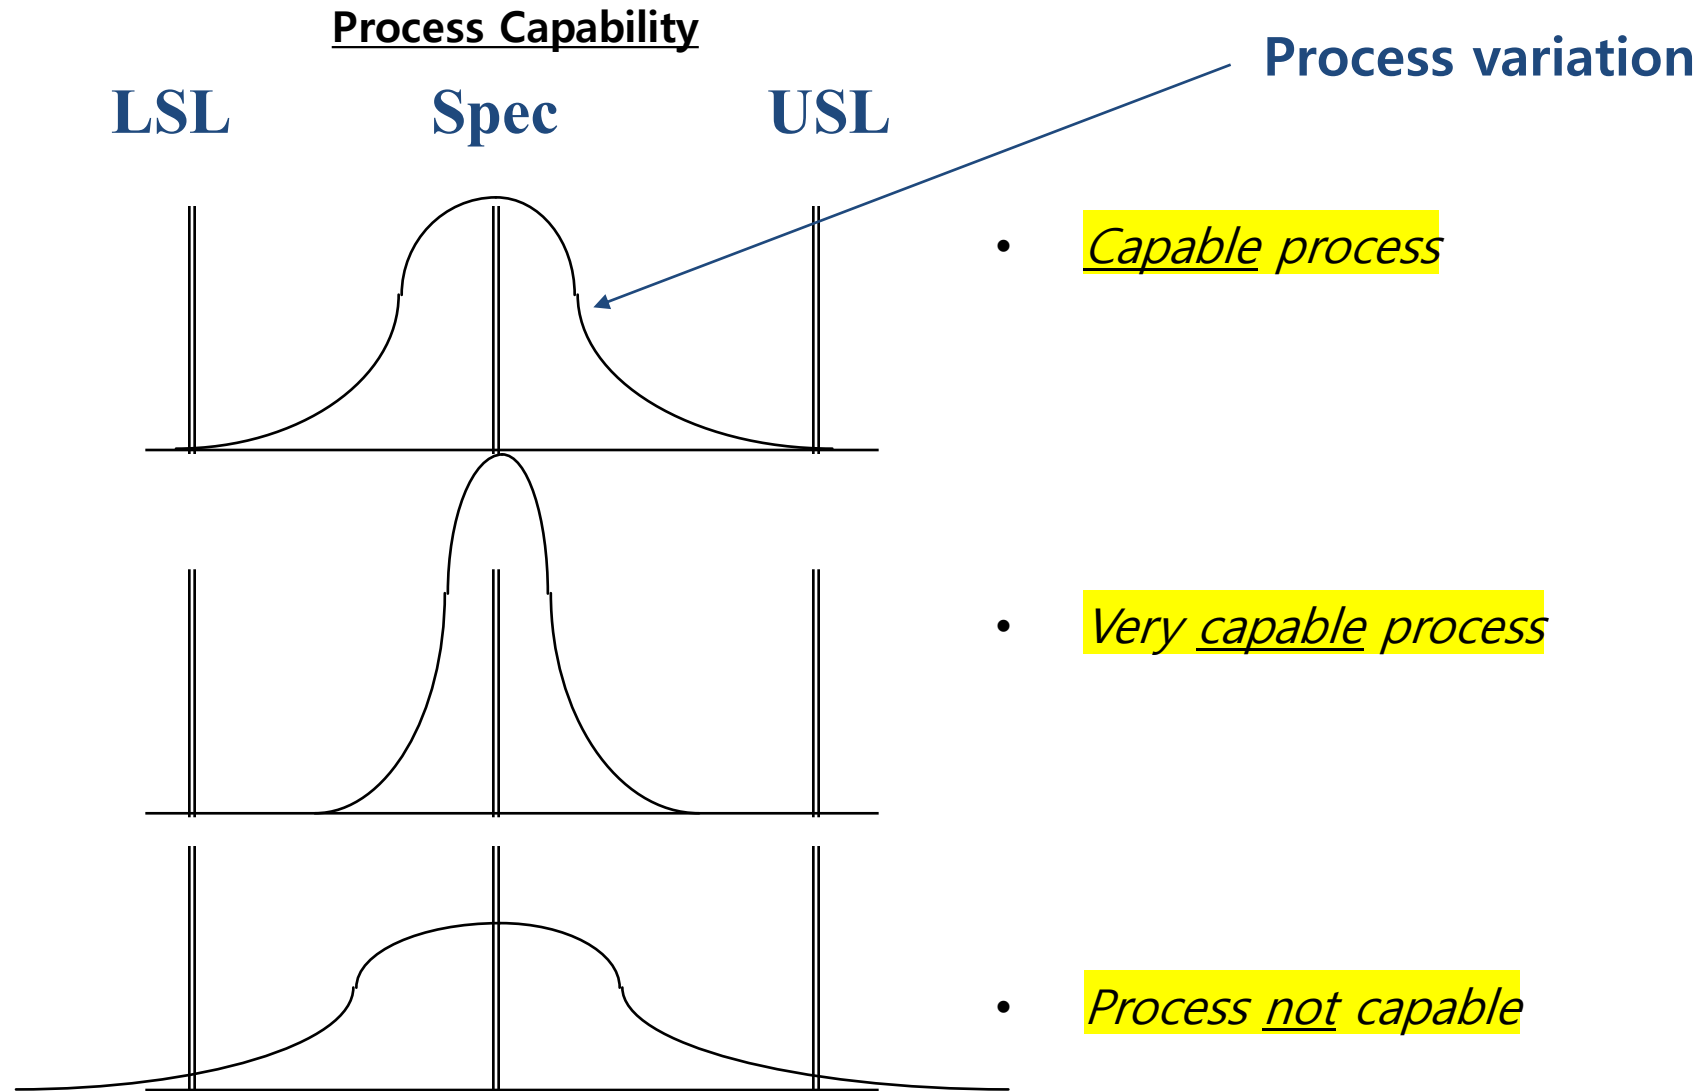 Process Capability
Process variation
LSL Spec USL
• Capable process
• Very capable process
• Process not capable